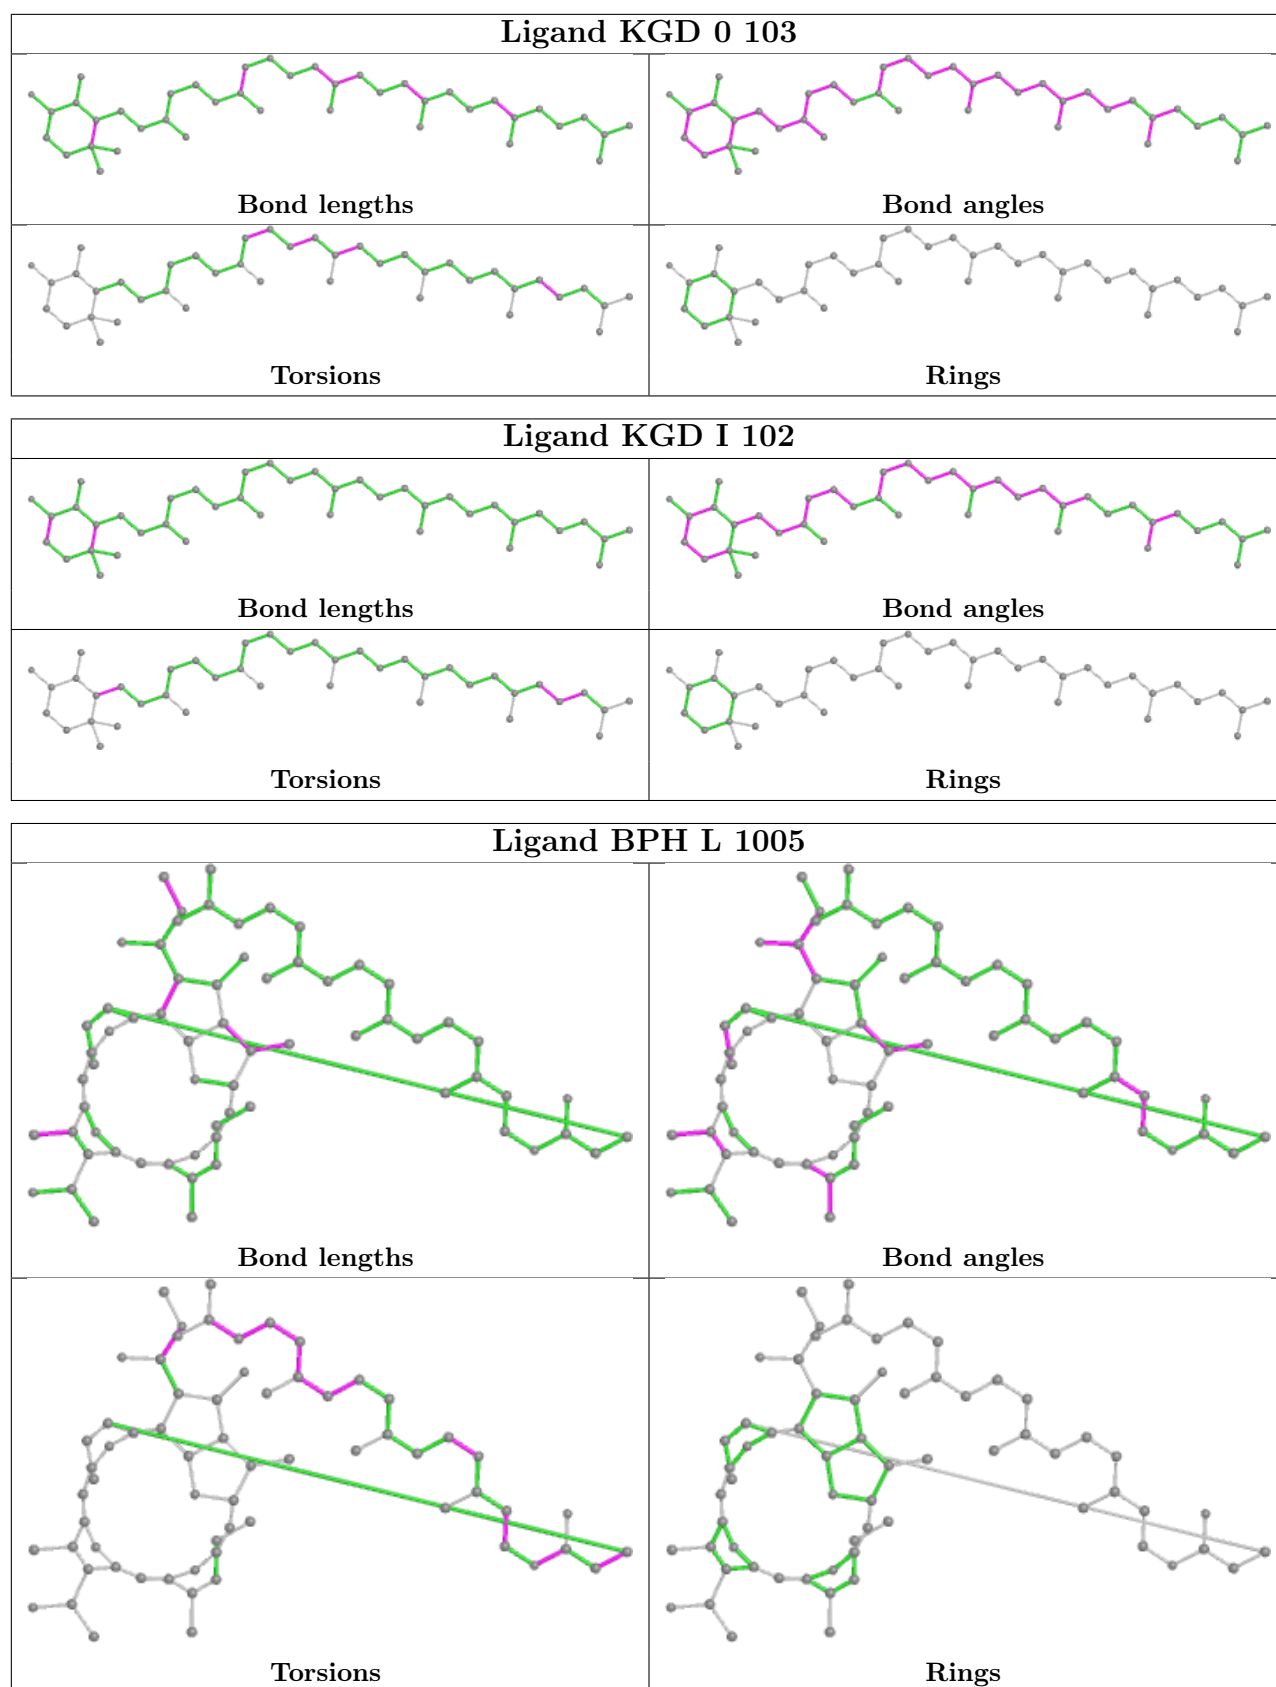 Ligand KGD 0 103
Bond lengths
Bond angles
Torsions
Rings
Ligand KGD I 102
Bond lengths
Bond angles
Torsions
Rings
Ligand BPH L 1005
Bond lengths
Bond angles
Torsions
Rings